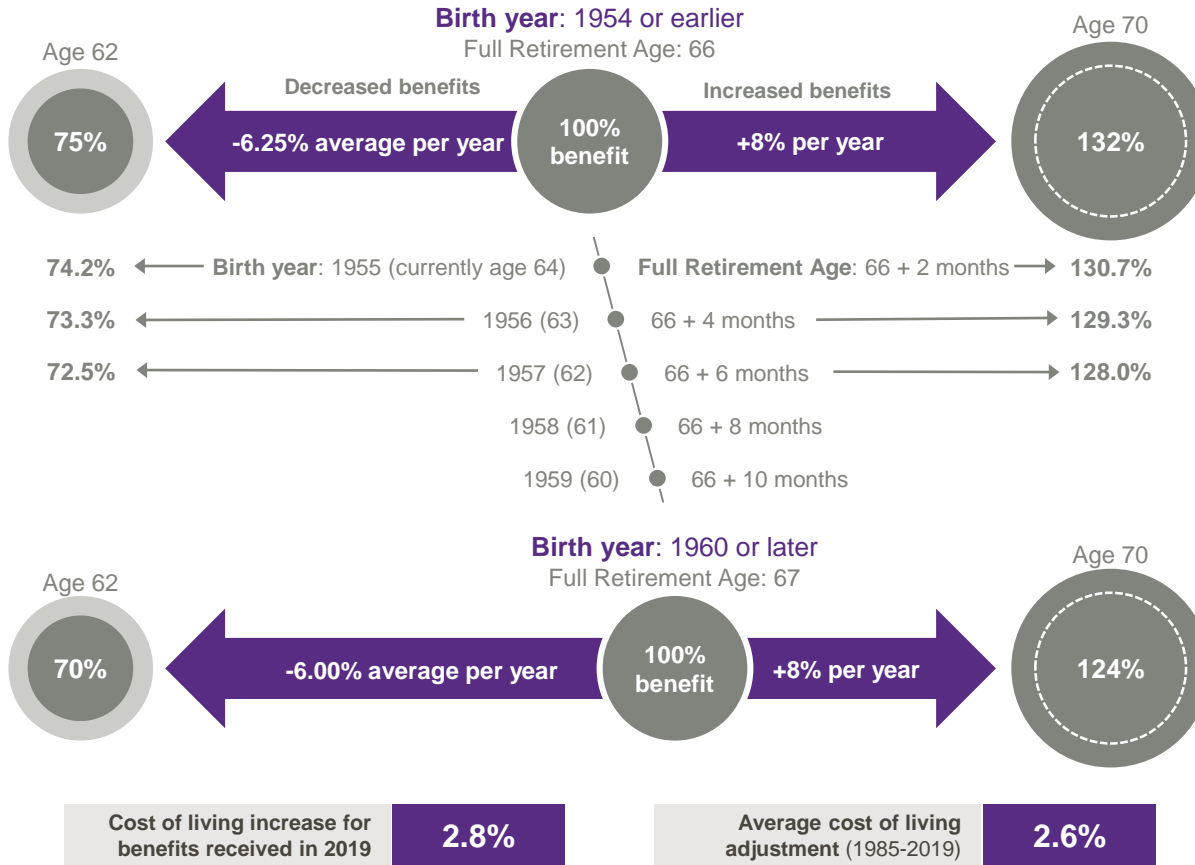 Birth year: 1954 or earlier
Full Retirement Age: 66
Age 62
Age 70
Decreased benefits
Increased benefits
75%
-6.25% average per year
100%
benefit
+8% per year
132%
74.2%
Birth year: 1955 (currently age 64)
Full Retirement Age: 66 + 2 months
130.7%
73.3%
1956 (63)
66 + 4 months
129.3%
72.5%
1957 (62)
66 + 6 months
128.0%
1958 (61)
66 + 8 months
1959 (60)
66 + 10 months
Birth year: 1960 or later
Full Retirement Age: 67
Age 62
Age 70
70%
-6.00% average per year
100%
benefit
+8% per year
124%
Cost of living increase for
benefits received in 2019
2.8%
Average cost of living
adjustment (1985-2019)
2.6%